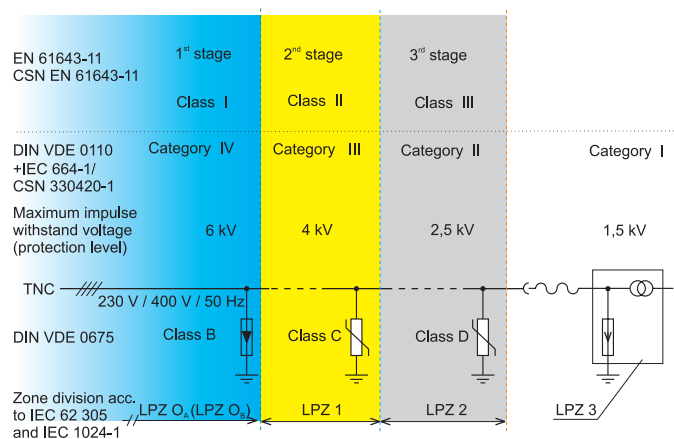 EN 61643-11
CSN EN 61643-11
1st stage
2nd stage
3rd stage
Class I
Class II
Class III
DIN VDE 0110
+IEC 664-1/
CSN 330420-1
Category IV
Category III
Category II
Category I
Maximum impulse
withstand voltage
(protection level)
6 kV
4 kV
2,5 kV
1,5 kV
TNC
230 V / 400 V / 50 Hz
DIN VDE 0675
Class B
Class C
Class D
Zone division acc.
to IEC 62 305
and IEC 1024-1
LPZ OA (LPZ OB)
LPZ 1
LPZ 2
LPZ 3